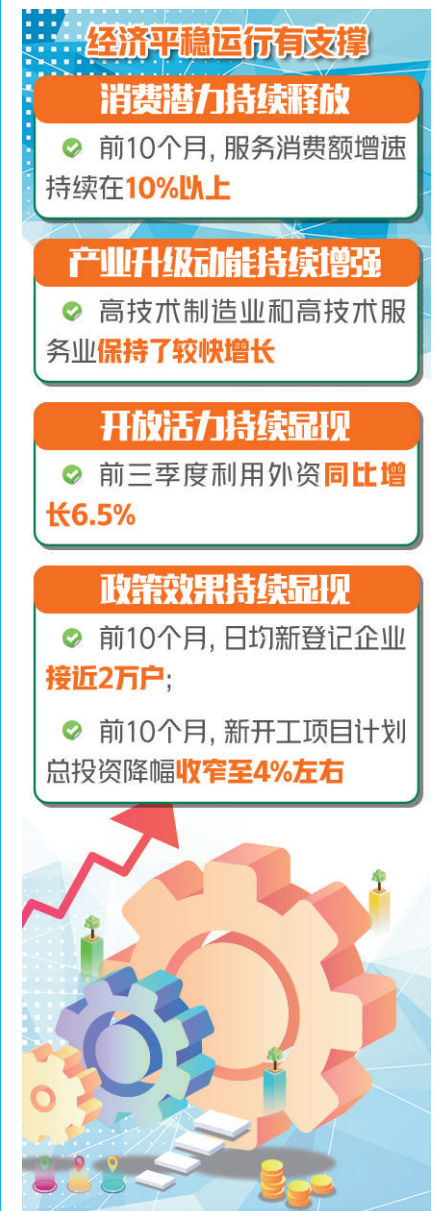 经济平稳运行有支撑
消费潜力持续释放
前10个月,服务消费额增速
持续在10%以上
产业升级动能持续增强
高技术制造业和高技术服
务业保持了较快增长
开放活力持续显现
前三季度利用外资同比增
长6.5%
政策效果持续显现
前10个月,日均新登记企业
接近2万户;
前10个月,新开工项目计划
总投资降幅收窄至4%左右